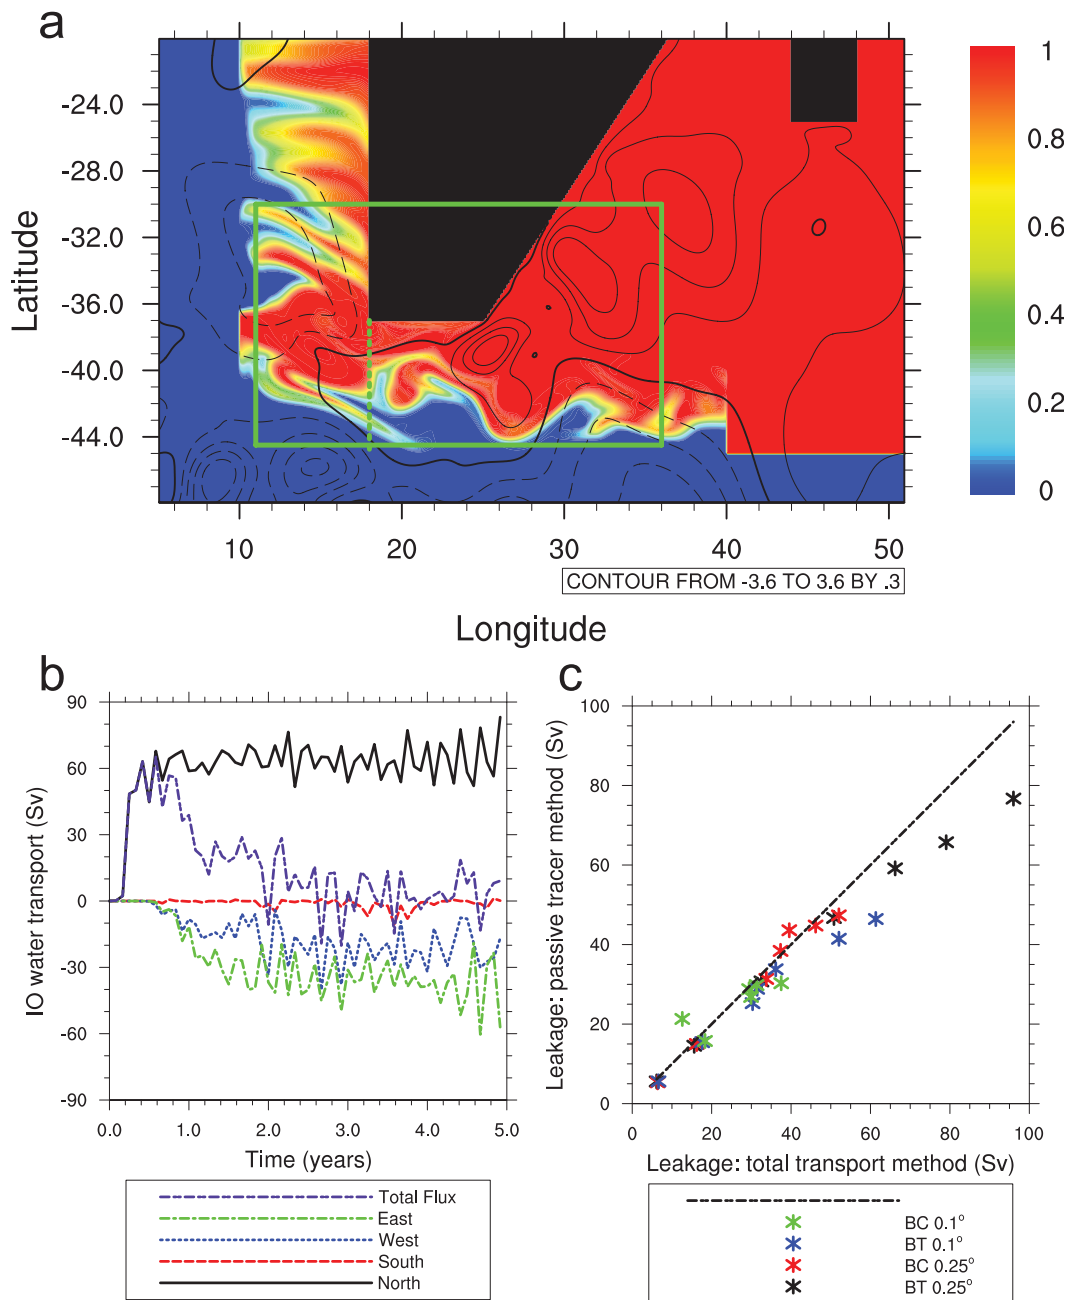 a
Latitude
-24.0
-28.0
-32.0
-36.0
-40.0
-44.0
10
20
30
40
50
1
0.8
0.6
0.4
0.2
0
CONTOUR FROM -3.6 TO 3.6 BY .3
Longitude
b
IO water transport (Sv)
90
60
30
0
-30
-60
-90
0.0
1.0
2.0
3.0
4.0
5.0
Time (years)
Total Flux
East
West
South
North
c
Leakage: passive tracer method (Sv)
100
80
60
40
20
0
0
20
40
60
80
100
Leakage: total transport method (Sv)
BC 0.1°
BT 0.1°
BC 0.25°
BT 0.25°